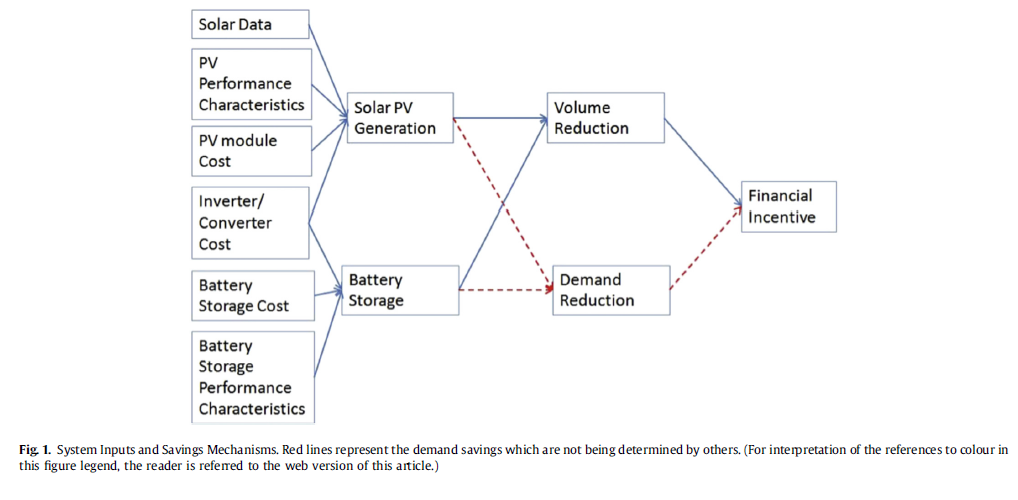 Solar Data
PV
Performance
Characteristics
PV module
Cost
Inverter/
Converter
Cost
Battery
Storage Cost
Battery
Storage
Performance
Characteristics
Solar PV
Generation
Battery
Storage
Volume
Reduction
Demand
Reduction
Financial
Incentive
Fig. 1. System Inputs and Savings Mechanisms. Red lines represent the demand savings which are not being determined by others. (For interpretation of the references to colour in
this figure legend, the reader is referred to the web version of this article.)